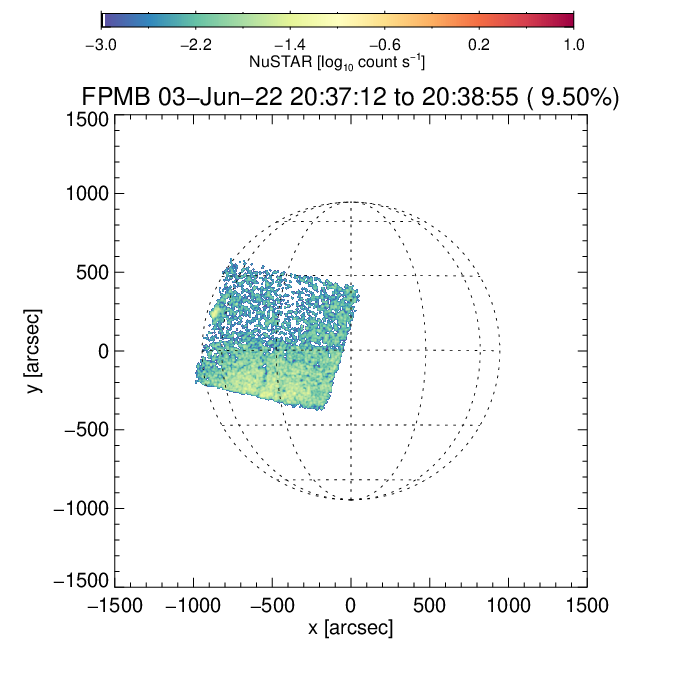 −3.0 −2.2 −1.4 −0.6 0.2 1.0
NuSTAR [log10 count s−1]
FPMB 03−Jun−22 20:37:12 to 20:38:55 ( 9.50%)
1500
1000
500
0
−500
−1000
−1500
y [arcsec]
−1500 −1000 −500 0 500 1000 1500
x [arcsec]